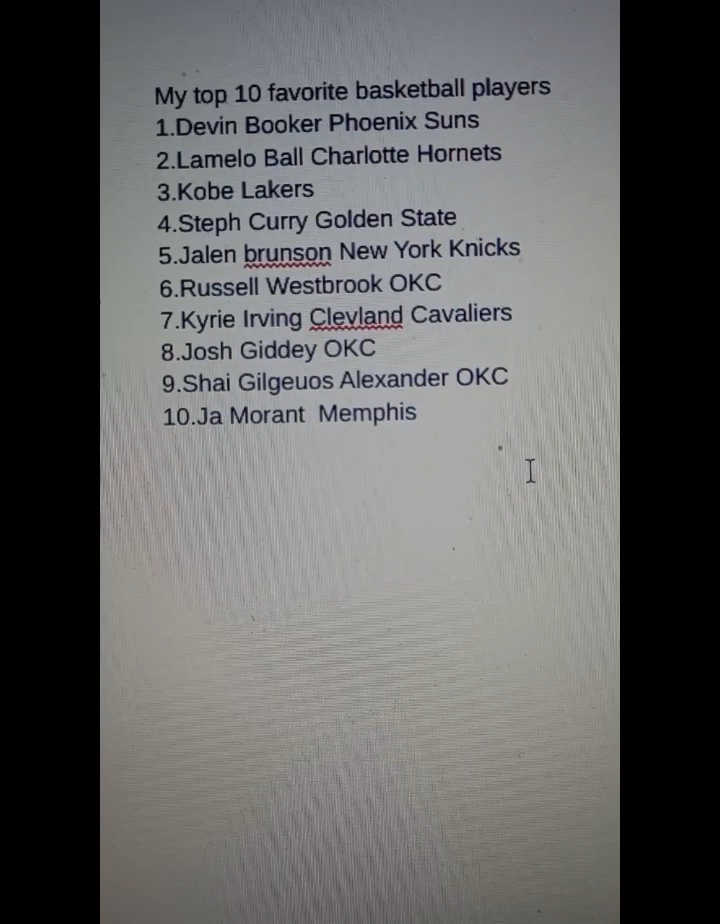 My top 10 favorite basketball players
1.Devin Booker Phoenix Suns
2.Lamelo Ball Charlotte Hornets
3.Kobe Lakers
4.Steph Curry Golden State
5.Jalen brunson New York Knicks
6.Russell Westbrook OKC
7.Kyrie Irving Clevland Cavaliers
8.Josh Giddey OKC
9.Shai Gilgeuos Alexander OKC
10.Ja Morant  Memphis